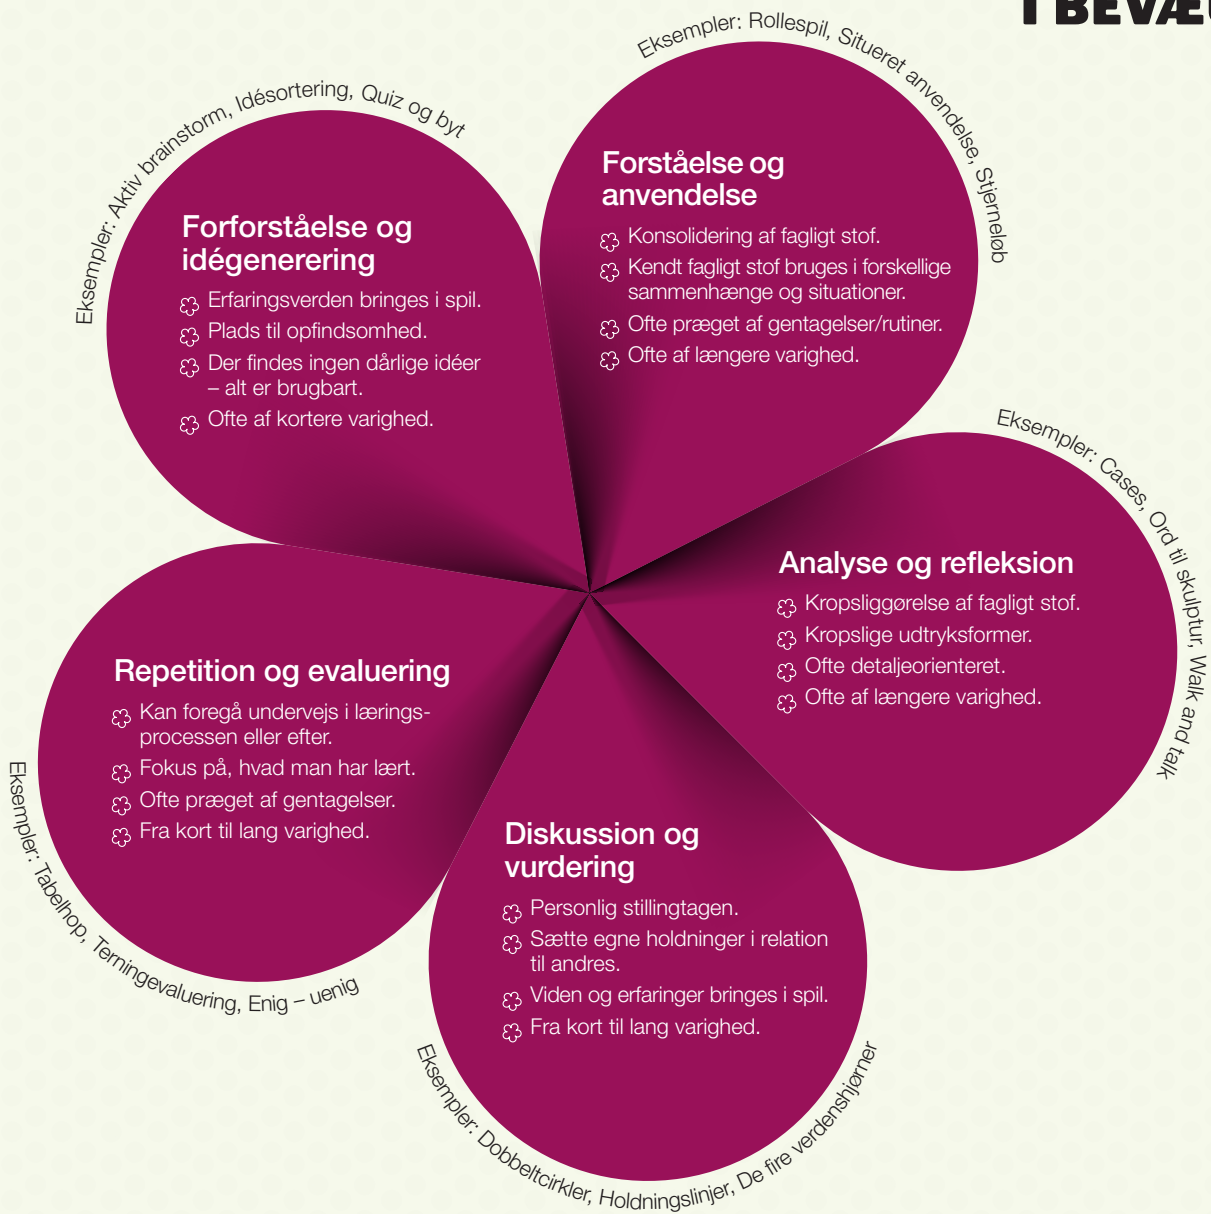 Eksempler: Aktiv brainstorm, Idésortering, Quiz og byt
Forforståelse og
idégenerering
Erfaringsverden bringes i spil.
Plads til opfindsomhed.
Der findes ingen dårlige idéer
– alt er brugbart.
Ofte af kortere varighed.
Eksempler: Rollespil, Situeret anvendelse, Stjerneløb
Forståelse og
anvendelse
Konsolidering af fagligt stof.
Kendt fagligt stof bruges i forskellige
sammenhænge og situationer.
Ofte præget af gentagelser/rutiner.
Ofte af længere varighed.
Eksempler: Cases, Ord til skulptur, Walk and talk
Analyse og refleksion
Kropsliggørelse af fagligt stof.
Kropslige udtryksformer.
Ofte detaljeorienteret.
Ofte af længere varighed.
Diskussion og
vurdering
Personlig stillingtagen.
Sætte egne holdninger i relation
til andres.
Viden og erfaringer bringes i spil.
Fra kort til lang varighed.
Eksempler: Dobbeltcirkler, Holdningslinjer, De fire verdenshjørner
Repetition og evaluering
Kan foregå undervejs i lærings-
processen eller efter.
Fokus på, hvad man har lært.
Ofte præget af gentagelser.
Fra kort til lang varighed.
Eksempler: Tabelhop, Terningevaluering, Enig – uenig